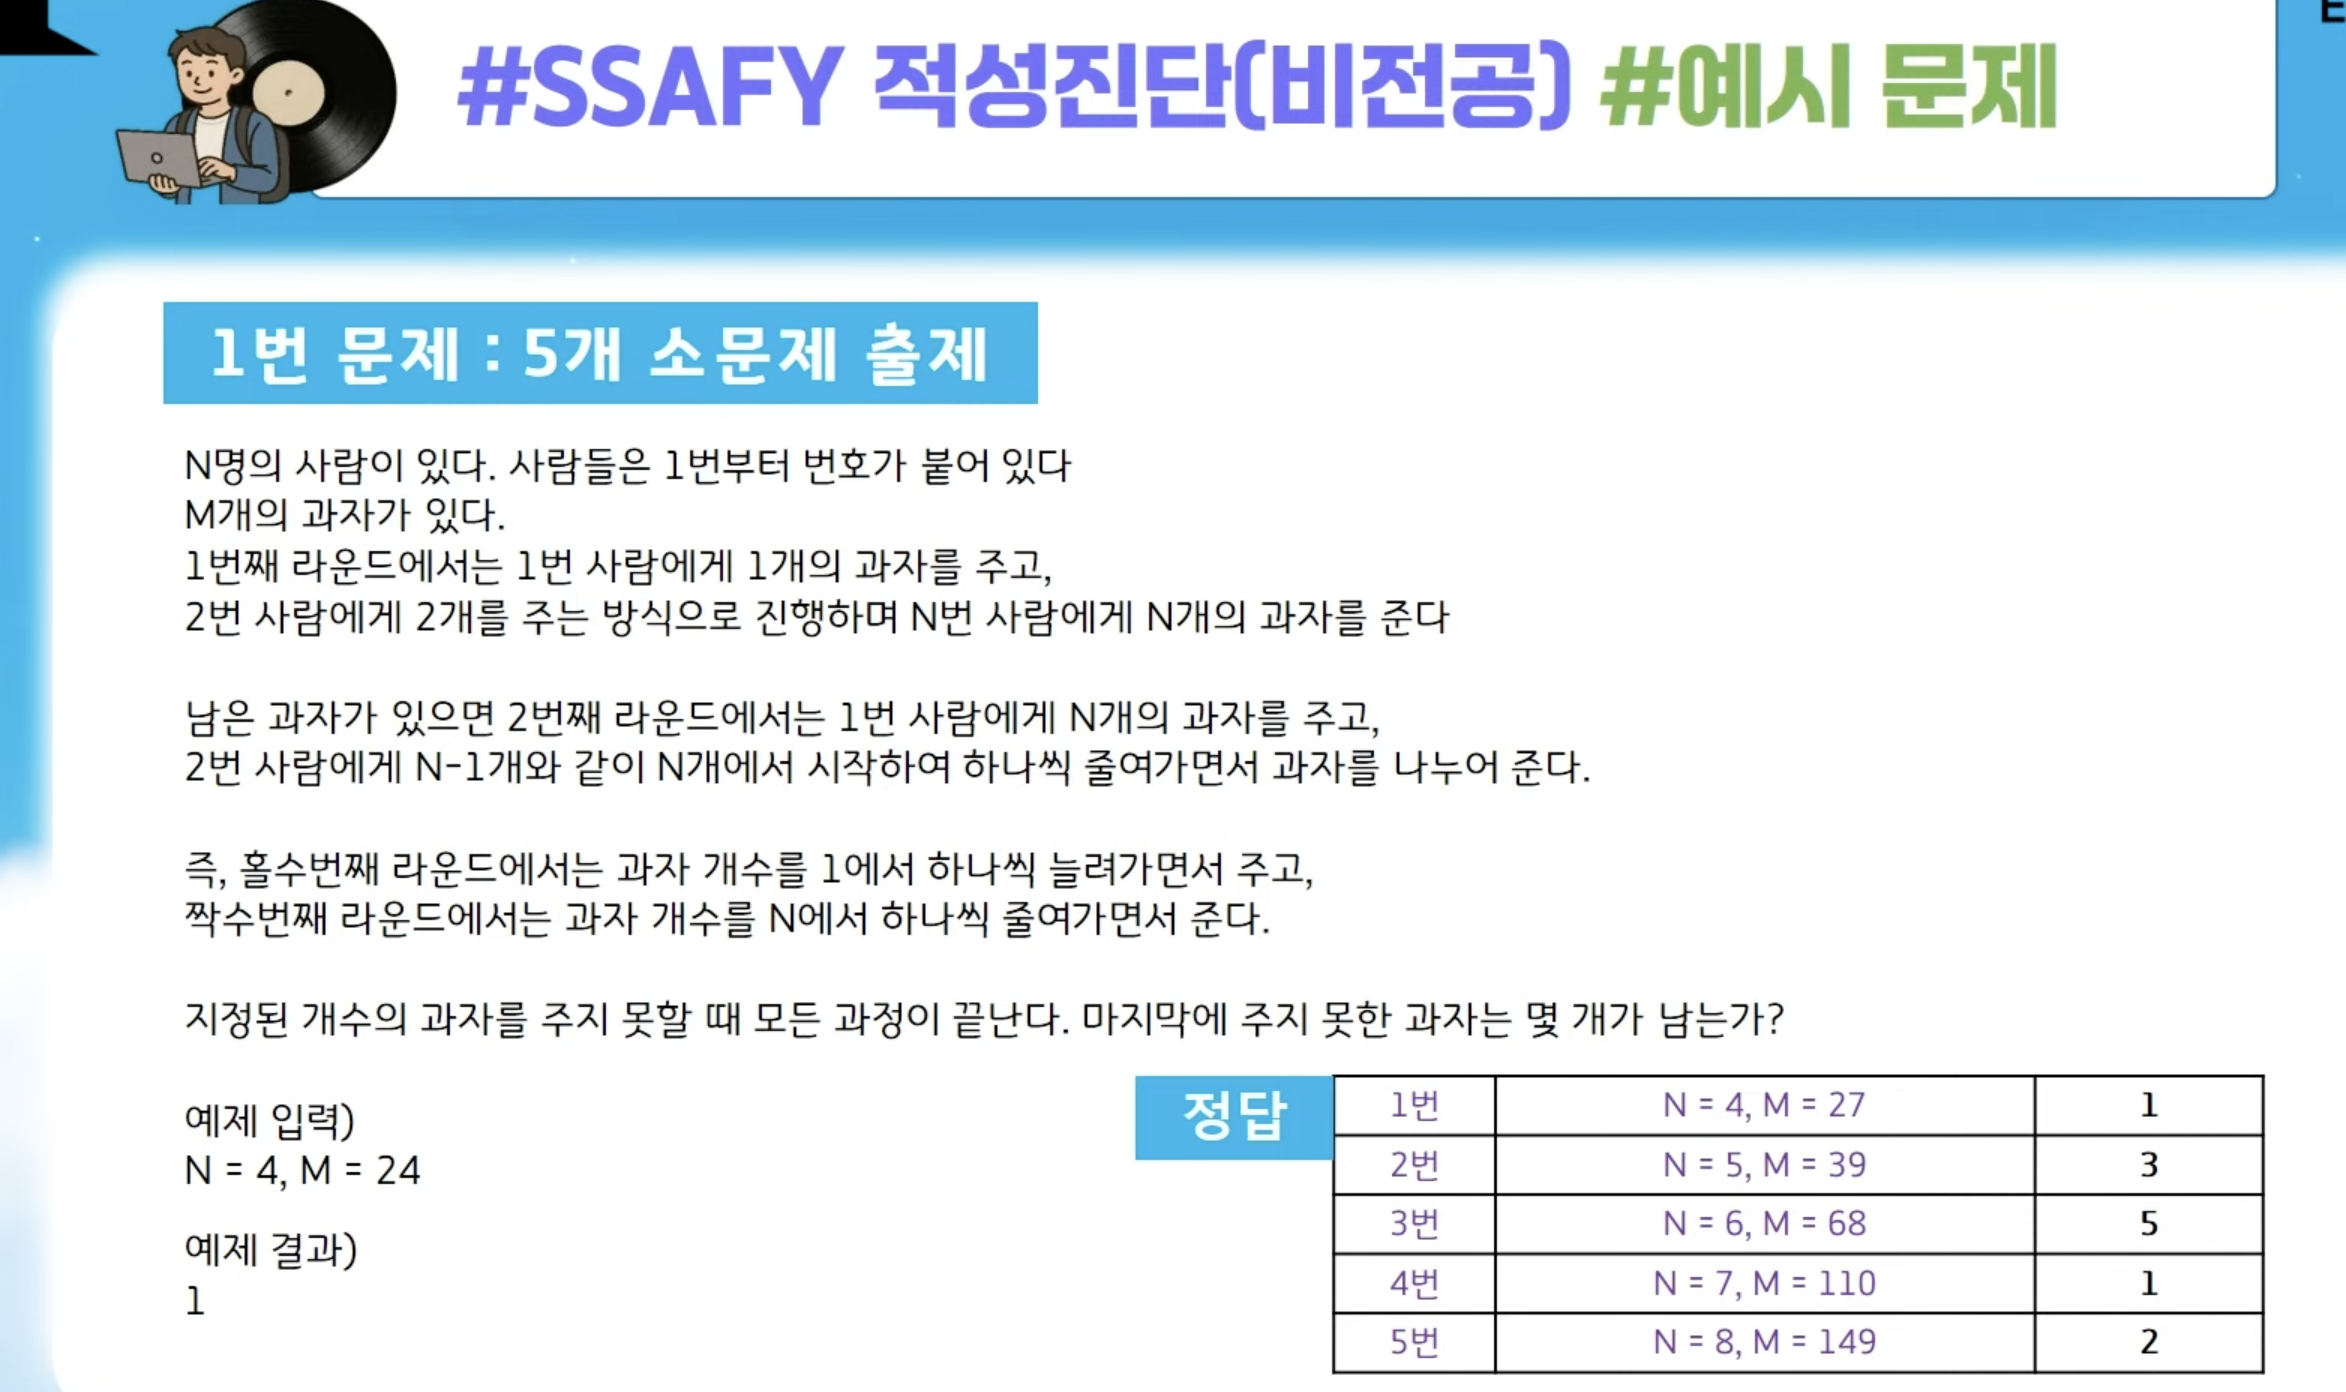 #SSAFY 적성진단(비전공) #예시 문제
1번 문제 : 5개 소문제 출제
N명의 사람이 있다. 사람들은 1번부터 번호가 붙어 있다
M개의 과자가 있다.
1번째 라운드에서는 1번 사람에게 1개의 과자를 주고,
2번 사람에게 2개를 주는 방식으로 진행하며 N번 사람에게 N개의 과자를 준다
남은 과자가 있으면 2번째 라운드에서는 1번 사람에게 N개의 과자를 주고,
2번 사람에게 N-1개와 같이 N개에서 시작하여 하나씩 줄여가면서 과자를 나누어 준다.
즉, 홀수번째 라운드에서는 과자 개수를 1에서 하나씩 늘려가면서 주고,
짝수번째 라운드에서는 과자 개수를 N에서 하나씩 줄여가면서 준다.
지정된 개수의 과자를 주지 못할 때 모든 과정이 끝난다. 마지막에 주지 못한 과자는 몇 개가 남는가?
예제 입력)
N = 4, M = 24
예제 결과)
1
정답
1번 N = 4, M = 27 1
2번 N = 5, M = 39 3
3번 N = 6, M = 68 5
4번 N = 7, M = 110 1
5번 N = 8, M = 149 2